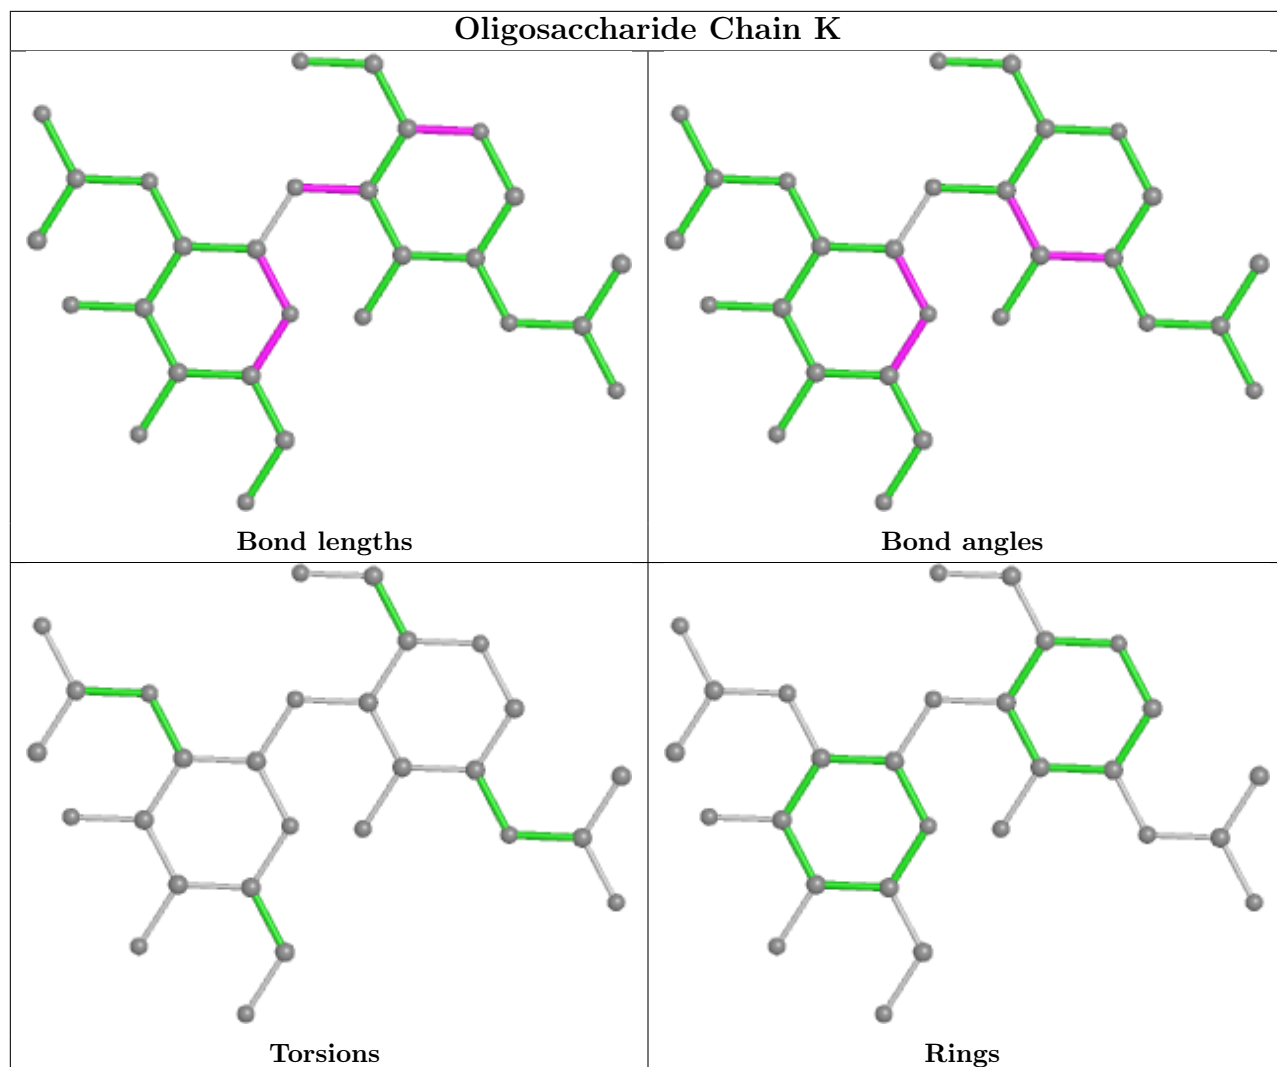 Oligosaccharide Chain K
Bond lengths
Bond angles
Torsions
Rings